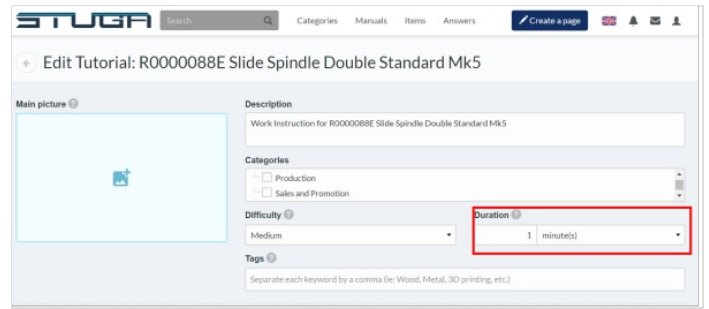 STUGA Search Categories Manuals Items Answers Create a page
Edit Tutorial: R0000088E Slide Spindle Double Standard Mk5
Main picture
Description
Work Instruction for R0000088E Slide Spindle Double Standard Mk5
Categories
Production
Sales and Promotion
Difficulty Duration
Medium 1 minute(s)
Tags
Separate each keyword by a comma (ie: Wood, Metal, 3D printing, etc.)